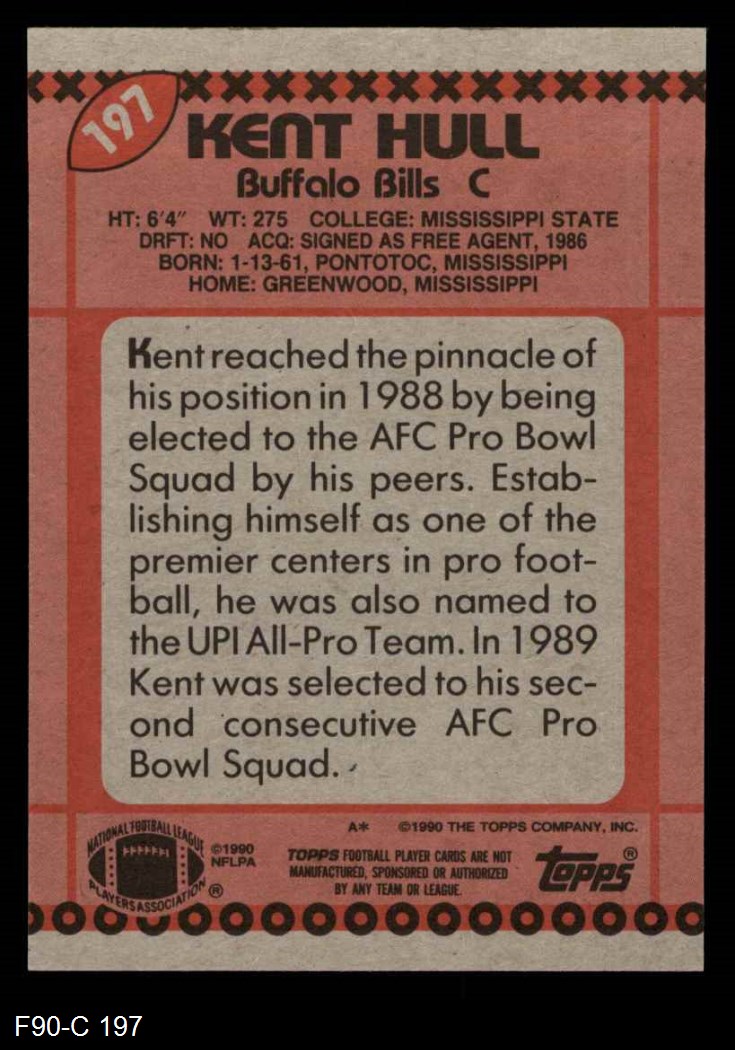 197
KENT HULL
Buffalo Bills C
HT: 6'4" WT: 275 COLLEGE: MISSISSIPPI STATE
DRFT: NO ACQ: SIGNED AS FREE AGENT, 1986
BORN: 1-13-61, PONTOTOC, MISSISSIPPI
HOME: GREENWOOD, MISSISSIPPI
Kent reached the pinnacle of
his position in 1988 by being
elected to the AFC Pro Bowl
Squad by his peers. Estab-
lishing himself as one of the
premier centers in pro foot-
ball, he was also named to
the UPI All-Pro Team. In 1989
Kent was selected to his sec-
ond consecutive AFC Pro
Bowl Squad.
A* ©1990 THE TOPPS COMPANY, INC.
NATIONAL FOOTBALL LEAGUE
PLAYERS ASSOCIATION ®
©1990
NFLPA
TOPPS FOOTBALL PLAYER CARDS ARE NOT
MANUFACTURED, SPONSORED OR AUTHORIZED
BY ANY TEAM OR LEAGUE.
topps®
F90-C 197